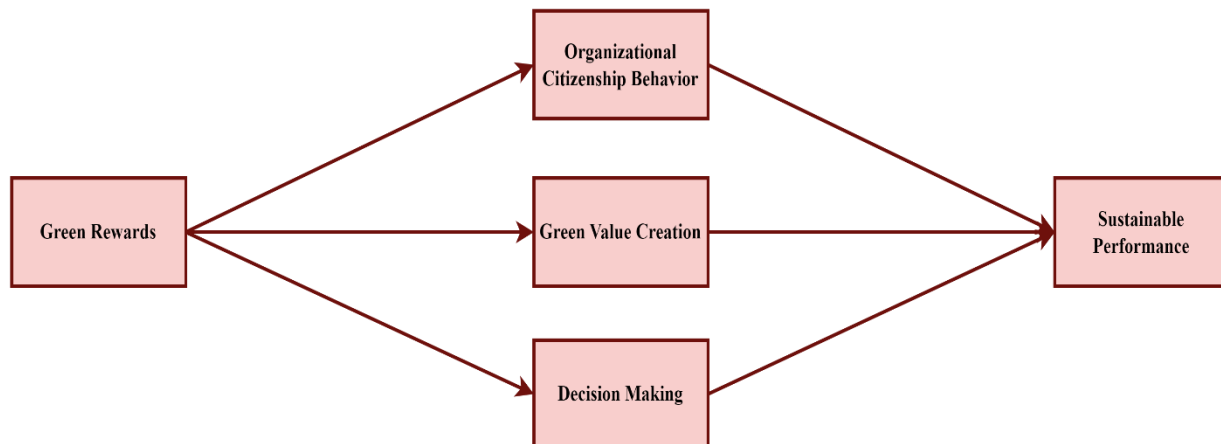 Organizational
Citizenship Behavior
Green Rewards
Green Value Creation
Sustainable
Performance
Decision Making